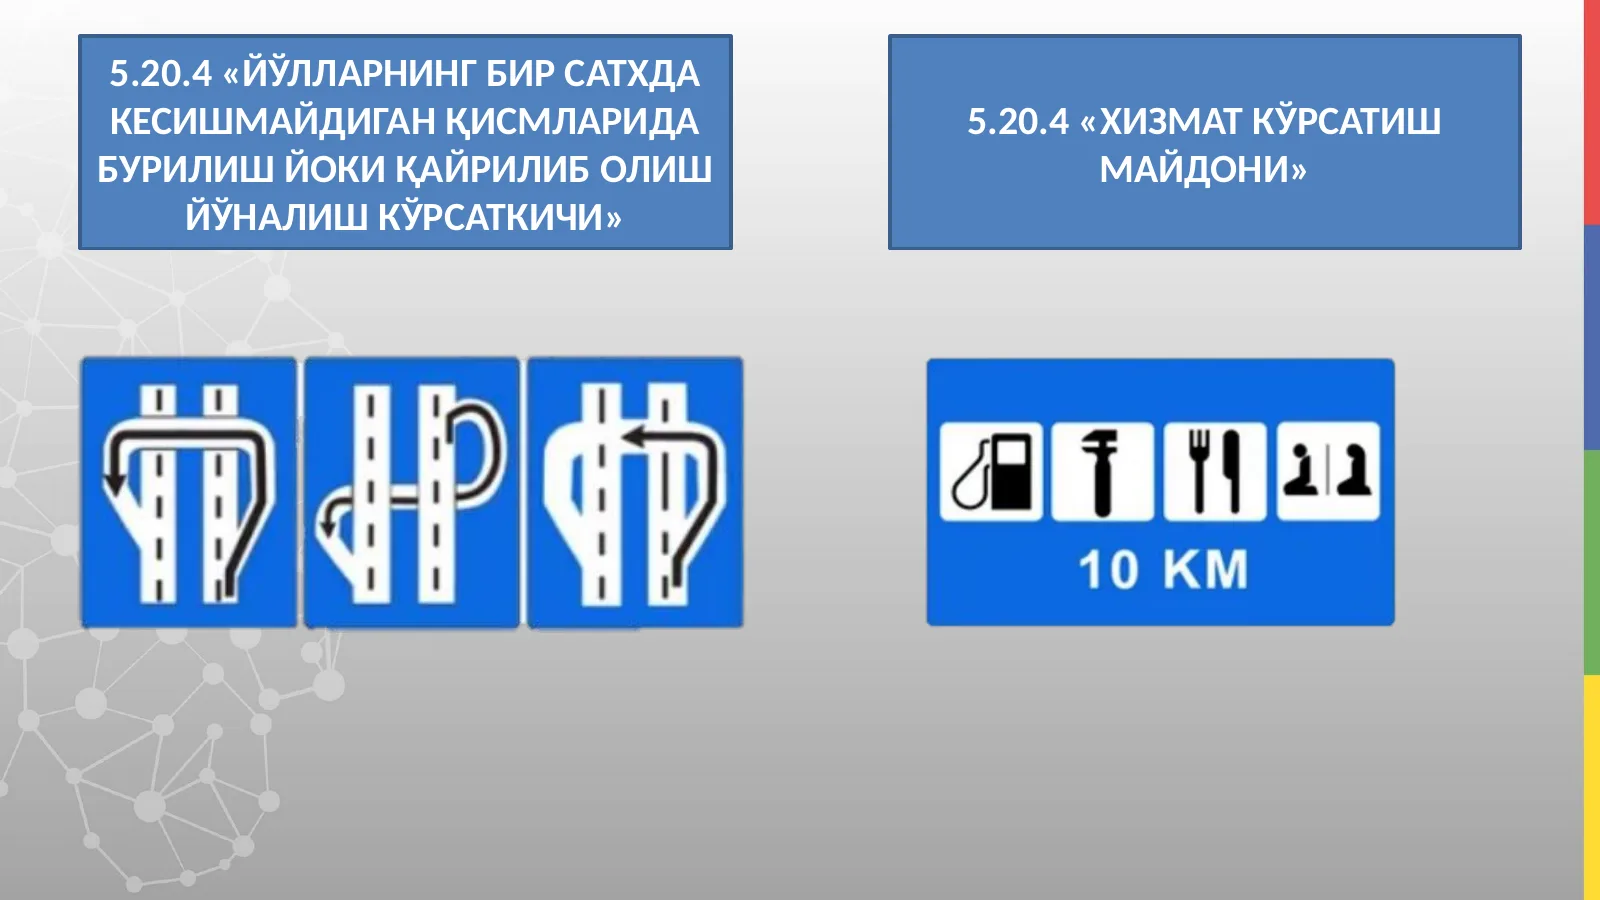 5.20.4 «ЙЎЛЛАРНИНГ БИР САТХДА
КЕСИШМАЙДИГАН ҚИСМЛАРИДА
БУРИЛИШ ЙОКИ ҚАЙРИЛИБ ОЛИШ
ЙЎНАЛИШ КЎРСАТКИЧИ»
5.20.4 «ХИЗМАТ КЎРСАТИШ
МАЙДОНИ»
10 КМ